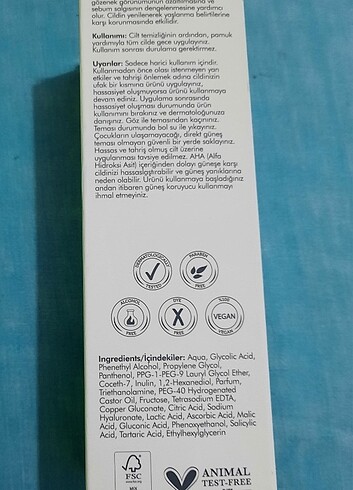 gözenek görünümünün azaltılmasına ve
sebum salgısının dengelenmesine yardımcı
olur. Cildin yenilenerek yaşlanma belirtilerine
karşı korunmasında etkilidir.
Kullanımı: Cilt temizliğinin ardından, pamuk
yardımıyla tüm cilde gece uygulayınız.
Kullanım sonrası durulama gerektirmez.
Uyarılar: Sadece harici kullanım içindir.
Kullanmadan önce olası istenmeyen yan
etkiler ve tahrişi önlemek adına cildinizin
ufak bir kısmına ürünü uygulayınız,
hassasiyet oluşmuyorsa ürünü kullanmaya
devam ediniz. Uygulama sonrasında
hassasiyet oluşması durumunda ürün
kullanımını bırakınız ve dermatoloğunuza
danışınız. Göz ile temasından kaçınınız.
Teması durumunda bol su ile yıkayınız.
Çocukların ulaşamayacağı, direkt güneş
teması olmayan güvenli bir yerde saklayınız.
Hassas ve tahriş olmuş cilt üzerine
uygulanması tavsiye edilmez. AHA (Alfa
Hidroksi Asit) içeriğinden dolayı güneşe karşı
cildinizi hassaslaştırabilir ve güneş yanıklarına
neden olabilir. Ürünü kullanmaya başladığınız
andan itibaren güneş koruyucu kullanmayı
ihmal etmeyiniz.
DERMATOLOGICALLY TESTED
PARABEN FREE
ALCOHOL FREE
DYE FREE
%100 VEGAN VEGAN
Ingredients/İçindekiler: Aqua, Glycolic Acid,
Phenethyl Alcohol, Propylene Glycol,
Panthenol, PPG-1-PEG-9 Lauryl Glycol Ether,
Coceth-7, Inulin, 1,2-Hexanediol, Parfum,
Triethanolamine, PEG-40 Hydrogenated
Castor Oil, Fructose, Tetrasodium EDTA,
Copper Gluconate, Citric Acid, Sodium
Hyaluronate, Lactic Acid, Ascorbic Acid, Malic
Acid, Gluconic Acid, Phenoxyethanol, Salicylic
Acid, Tartaric Acid, Ethylhexylglycerin
FSC
MIX
ANIMAL
TEST-FREE